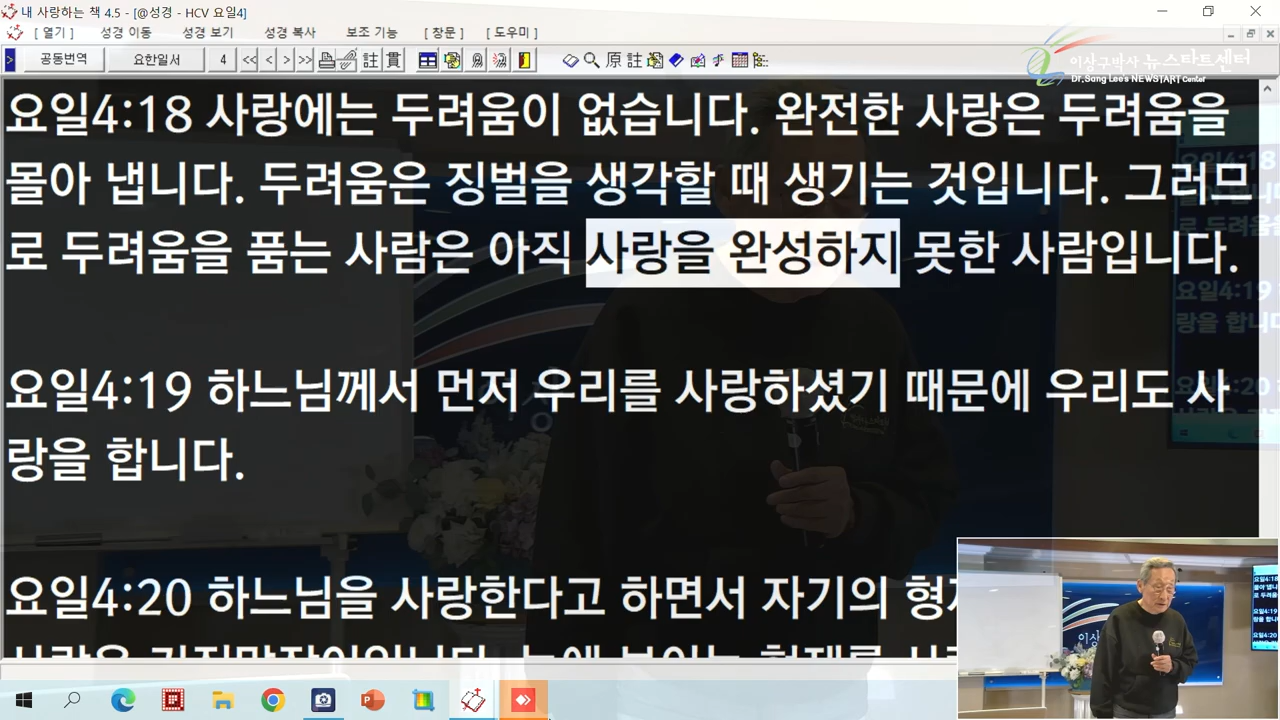 내 사랑하는 책 4.5 - [@성경 - HCV 요일4]
[ 열기 ] 성경 이동 성경 보기 성경 복사 보조 기능 [ 창문 ] [ 도우미 ]
> 공동번역 요한일서 4 << < > >> 註 貫 原 註
이상구박사 뉴스타트센터
Dr.Sang Lee's NEWSTART Center
요일4:18 사랑에는 두려움이 없습니다. 완전한 사랑은 두려움을
몰아 냅니다. 두려움은 징벌을 생각할 때 생기는 것입니다. 그러므
로 두려움을 품는 사람은 아직 사랑을 완성하지 못한 사람입니다.
요일4:19 하느님께서 먼저 우리를 사랑하셨기 때문에 우리도 사
랑을 합니다.
요일4:20 하느님을 사랑한다고 하면서 자기의